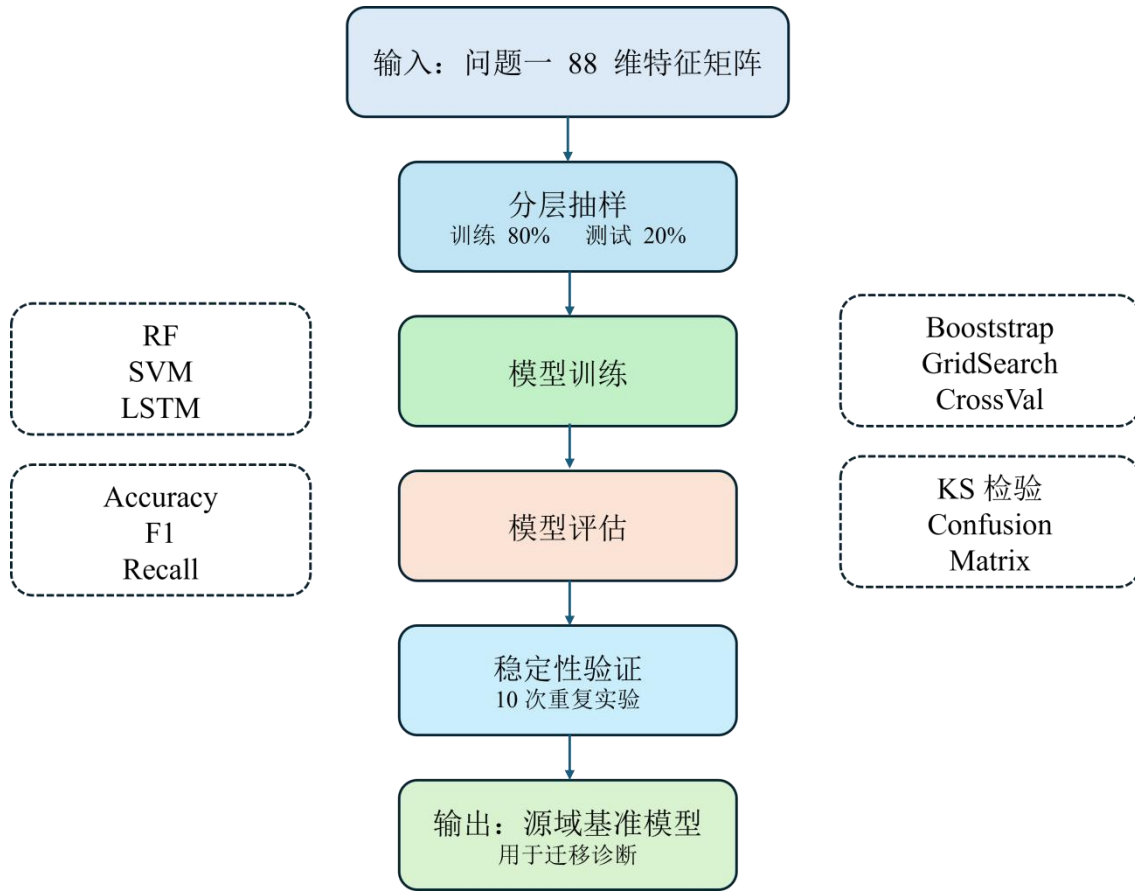 输入：问题一 88 维特征矩阵
分层抽样
训练 80% 测试 20%
RF
SVM
LSTM
模型训练
Booststrap
GridSearch
CrossVal
Accuracy
F1
Recall
模型评估
KS 检验
Confusion
Matrix
稳定性验证
10 次重复实验
输出：源域基准模型
用于迁移诊断